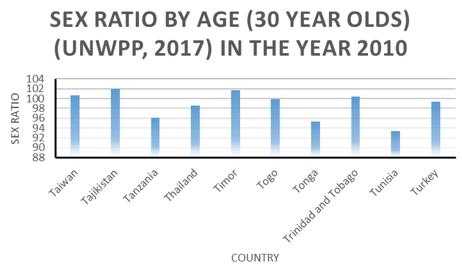 SEX RATIO BY AGE (30 YEAR OLDS)
(UNWPP, 2017) IN THE YEAR 2010
SEX RATIO
104
102
100
98
96
94
92
90
88
Taiwan
Tajikistan
Tanzania
Thailand
Timor
Togo
Tonga
Trinidad and Tobago
Tunisia
Turkey
COUNTRY